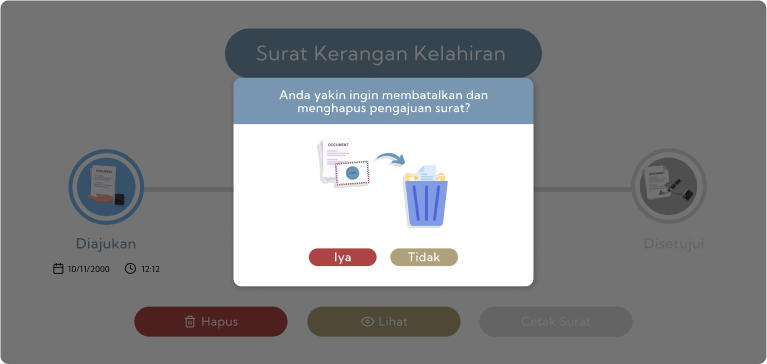 Surat Kerangan Kelahiran
Anda yakin ingin membatalkan dan
menghapus pengajuan surat?
DOCUMENT
DOCUMENT
Diajukan
Disetujui
10/11/2000
12:12
Iya
Tidak
Hapus
Lihat
Cetak Surat